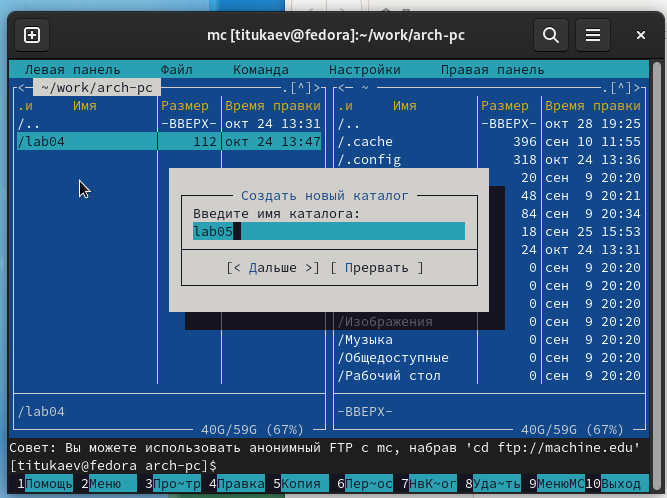 mc [titukaev@fedora]:~/work/arch-pc
Левая панель Файл Команда Настройки Правая панель
<─ ~/work/arch-pc .[^]> <─ ~ .[^]>
.и Имя Размер Время правки .и Имя Размер Время правки
/.. -ВВЕРХ- окт 24 13:31 /.. -ВВЕРХ- окт 28 19:25
/lab04 112 окт 24 13:47 /.cache 396 сен 10 11:55
/.config 318 окт 24 13:36
20 сен 9 20:20
Создать новый каталог 48 сен 9 20:21
Введите имя каталога: 84 сен 9 20:34
lab05 18 сен 25 15:53
24 окт 24 13:31
[< Дальше >] [ Прервать ] 0 сен 9 20:20
0 сен 9 20:20
0 сен 9 20:20
/Изображения 0 сен 9 20:20
/Музыка 0 сен 9 20:20
/Общедоступные 0 сен 9 20:20
/Рабочий стол 0 сен 9 20:20
/lab04 -ВВЕРХ-
40G/59G (67%) 40G/59G (67%)
Совет: Вы можете использовать анонимный FTP с mc, набрав 'cd ftp://machine.edu'
[titukaev@fedora arch-pc]$
1Помощь 2Меню 3Про~тр 4Правка 5Копия 6Пер~ос 7НвК~ог 8Уда~ть 9МенюMC 10Выход